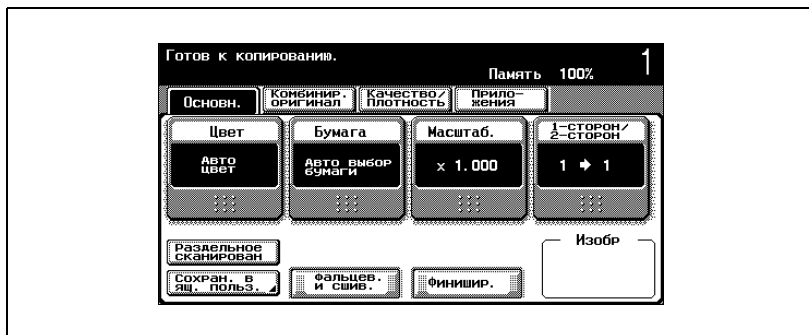 Готов к копированию.
1
Память 100%
Основн.
Комбинир.
оригинал
Качество/
Плотность
Прило-
жения
Цвет
Бумага
Масштаб.
1-сторон/
2-сторон
Авто
цвет
Авто выбор
бумаги
x 1.000
1 ➔ 1
Раздельное
сканирован
Изобр
Сохран. в
ящ. польз.
Фальцев.
и сшив.
Финишир.